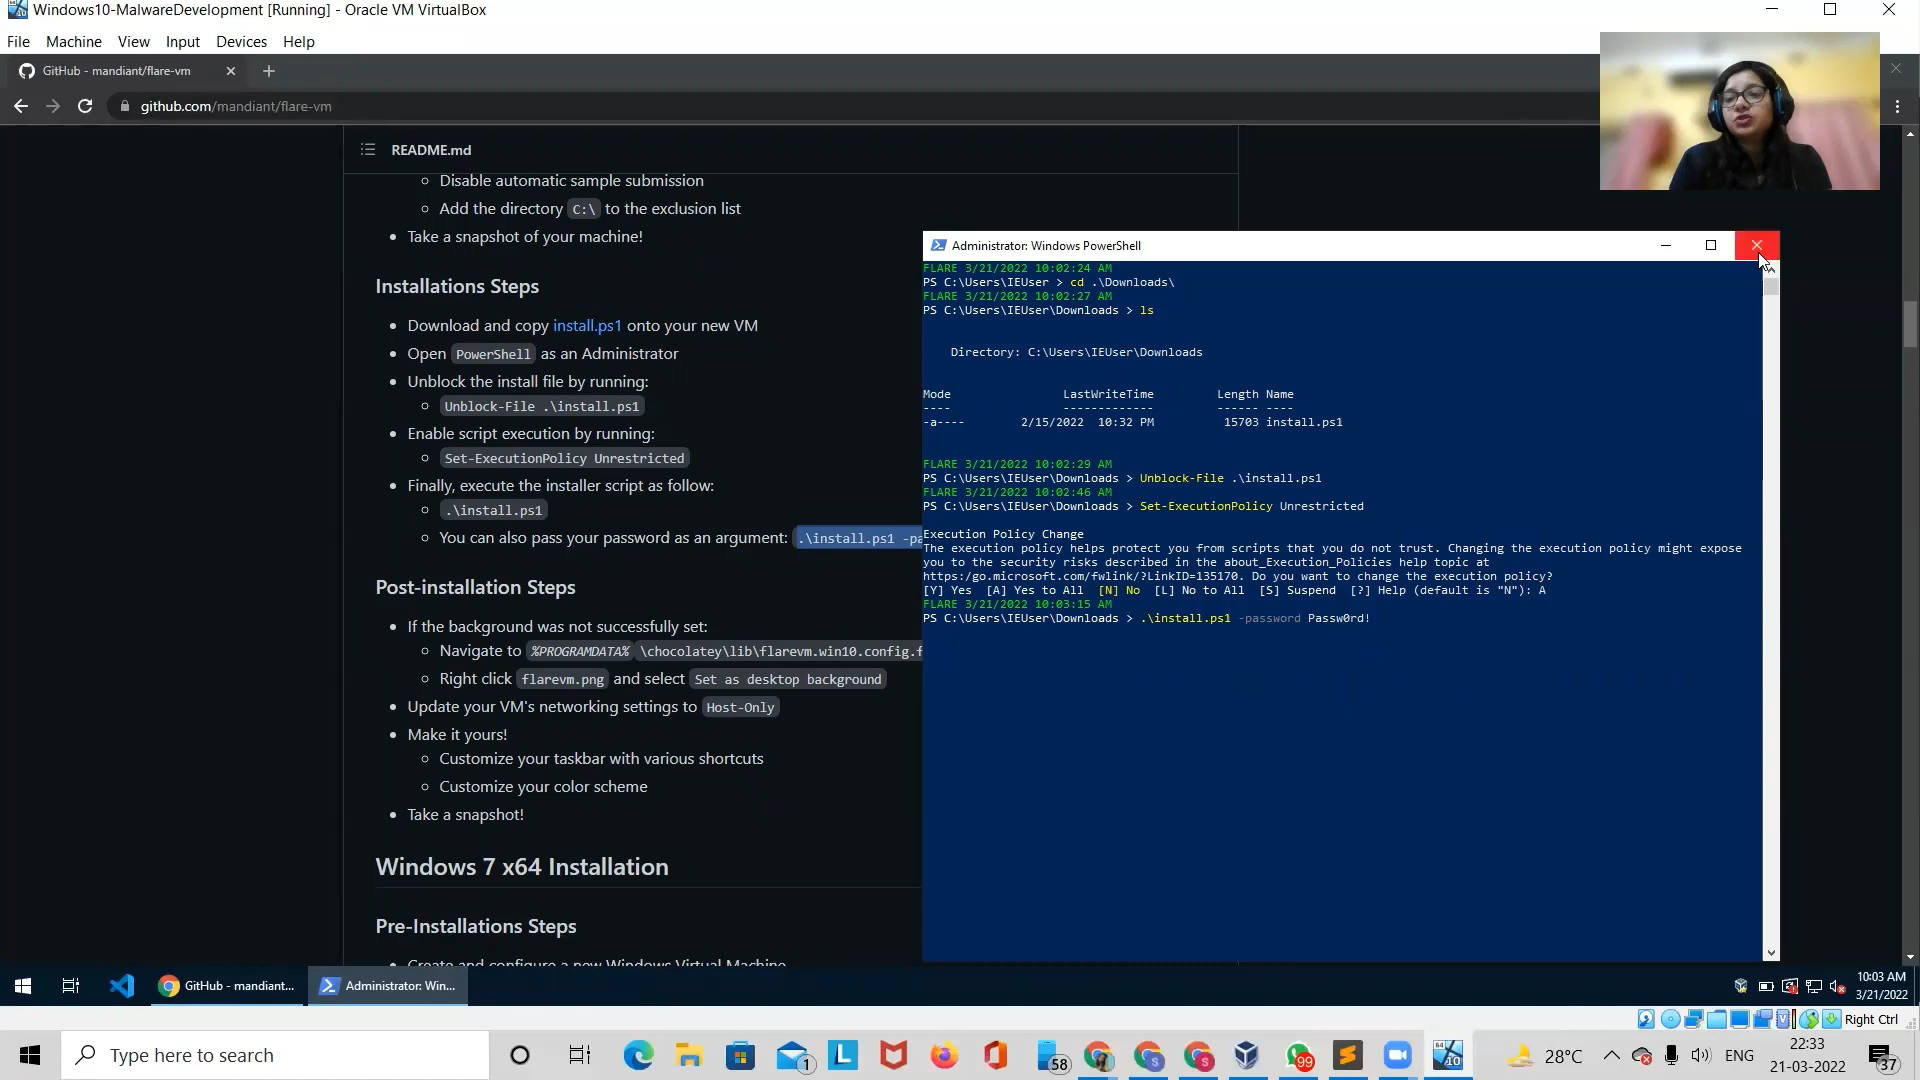 Windows10-MalwareDevelopment [Running] - Oracle VM VirtualBox
File Machine View Input Devices Help
GitHub - mandiant/flare-vm
github.com/mandiant/flare-vm
README.md
Disable automatic sample submission
Add the directory C:\ to the exclusion list
Take a snapshot of your machine!
Installations Steps
Download and copy install.ps1 onto your new VM
Open PowerShell as an Administrator
Unblock the install file by running:
Unblock-File .\install.ps1
Enable script execution by running:
Set-ExecutionPolicy Unrestricted
Finally, execute the installer script as follow:
.\install.ps1
You can also pass your password as an argument: .\install.ps1 -pa
Post-installation Steps
If the background was not successfully set:
Navigate to %PROGRAMDATA% \chocolatey\lib\flarevm.win10.config.f
Right click flarevm.png and select Set as desktop background
Update your VM's networking settings to Host-Only
Make it yours!
Customize your taskbar with various shortcuts
Customize your color scheme
Take a snapshot!
Windows 7 x64 Installation
Pre-Installations Steps
Create and configure a new Windows Virtual Machine
Administrator: Windows PowerShell
FLARE 3/21/2022 10:02:24 AM
PS C:\Users\IEUser > cd .\Downloads\
FLARE 3/21/2022 10:02:27 AM
PS C:\Users\IEUser\Downloads > ls
Directory: C:\Users\IEUser\Downloads
Mode LastWriteTime Length Name
---- ------------- ------ ----
-a---- 2/15/2022 10:32 PM 15703 install.ps1
FLARE 3/21/2022 10:02:29 AM
PS C:\Users\IEUser\Downloads > Unblock-File .\install.ps1
FLARE 3/21/2022 10:02:46 AM
PS C:\Users\IEUser\Downloads > Set-ExecutionPolicy Unrestricted
Execution Policy Change
The execution policy helps protect you from scripts that you do not trust. Changing the execution policy might expose
you to the security risks described in the about_Execution_Policies help topic at
https:/go.microsoft.com/fwlink/?LinkID=135170. Do you want to change the execution policy?
[Y] Yes [A] Yes to All [N] No [L] No to All [S] Suspend [?] Help (default is "N"): A
FLARE 3/21/2022 10:03:15 AM
PS C:\Users\IEUser\Downloads > .\install.ps1 -password Passw0rd!
GitHub - mandiant...
Administrator: Win...
10:03 AM
3/21/2022
Right Ctrl
Type here to search
1
L
58
S
S
99
64
10
28°C
ENG
22:33
21-03-2022
37